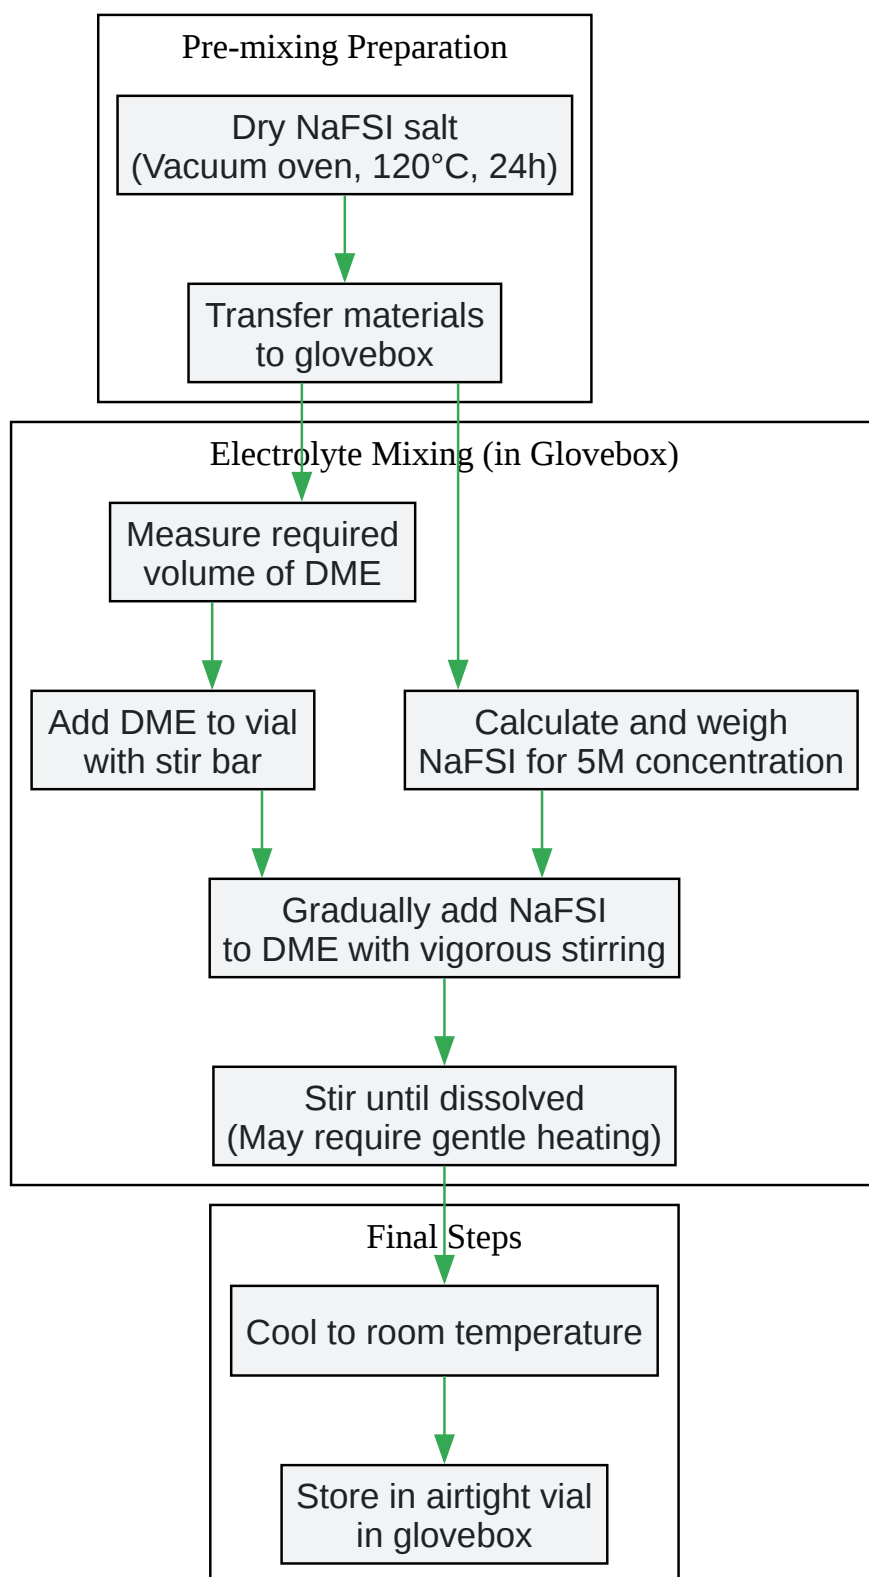 Pre-mixing Preparation
Dry NaFSI salt
(Vacuum oven, 120°C, 24h)
Transfer materials
to glovebox
Electrolyte Mixing (in Glovebox)
Measure required
volume of DME
Add DME to vial
with stir bar
Calculate and weigh
NaFSI for 5M concentration
Gradually add NaFSI
to DME with vigorous stirring
Stir until dissolved
(May require gentle heating)
Final Steps
Cool to room temperature
Store in airtight vial
in glovebox